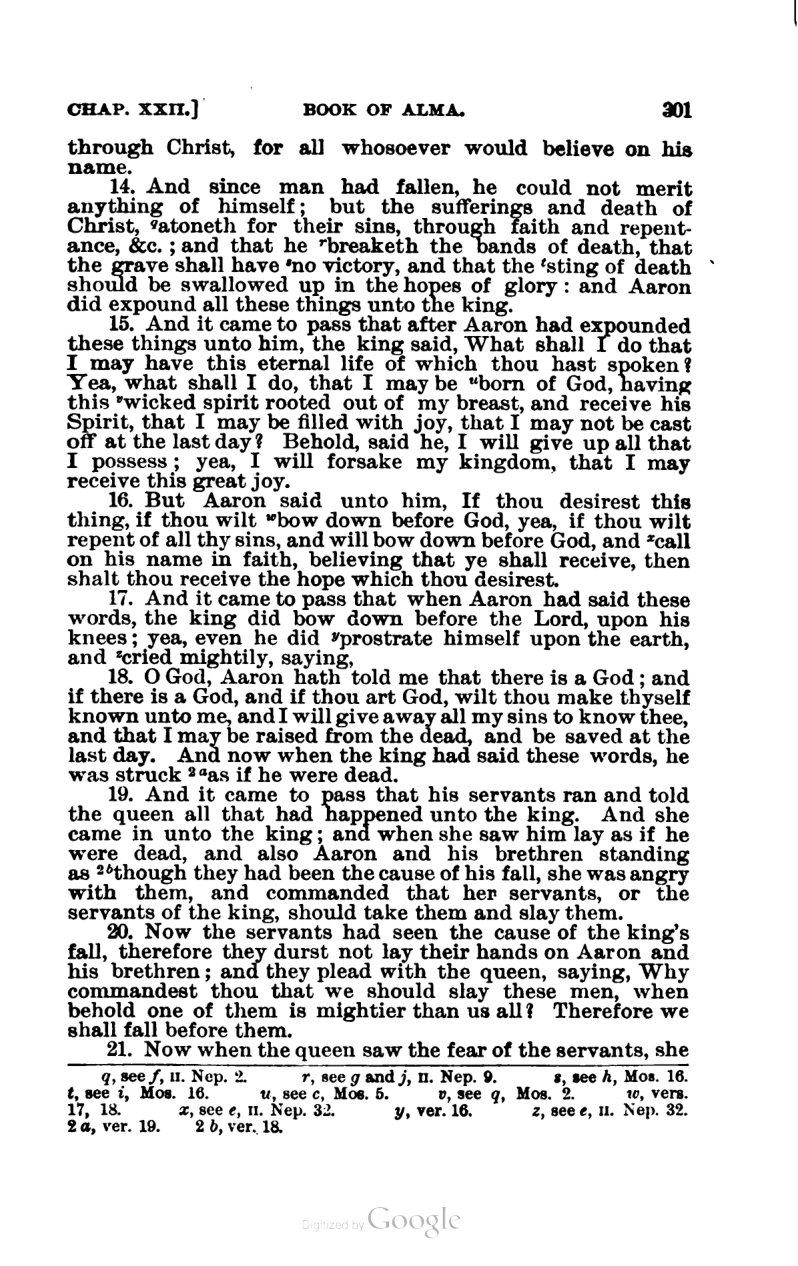 CHAP. XXII.] BOOK OF ALMA. 301
through Christ, for all whosoever would believe on his
name.
14. And since man had fallen, he could not merit
anything of himself; but the sufferings and death of
Christ, qatoneth for their sins, through faith and repent-
ance, &c. ; and that he rbreaketh the bands of death, that
the grave shall have sno victory, and that the tsting of death
should be swallowed up in the hopes of glory : and Aaron
did expound all these things unto the king.
15. And it came to pass that after Aaron had expounded
these things unto him, the king said, What shall I do that
I may have this eternal life of which thou hast spoken?
Yea, what shall I do, that I may be uborn of God, having
this vwicked spirit rooted out of my breast, and receive his
Spirit, that I may be filled with joy, that I may not be cast
off at the last day? Behold, said he, I will give up all that
I possess; yea, I will forsake my kingdom, that I may
receive this great joy.
16. But Aaron said unto him, If thou desirest this
thing, if thou wilt wbow down before God, yea, if thou wilt
repent of all thy sins, and will bow down before God, and xcall
on his name in faith, believing that ye shall receive, then
shalt thou receive the hope which thou desirest.
17. And it came to pass that when Aaron had said these
words, the king did bow down before the Lord, upon his
knees; yea, even he did yprostrate himself upon the earth,
and zcried mightily, saying,
18. O God, Aaron hath told me that there is a God; and
if there is a God, and if thou art God, wilt thou make thyself
known unto me, and I will give away all my sins to know thee,
and that I may be raised from the dead, and be saved at the
last day. And now when the king had said these words, he
was struck 2aas if he were dead.
19. And it came to pass that his servants ran and told
the queen all that had happened unto the king. And she
came in unto the king; and when she saw him lay as if he
were dead, and also Aaron and his brethren standing
as 2bthough they had been the cause of his fall, she was angry
with them, and commanded that her servants, or the
servants of the king, should take them and slay them.
20. Now the servants had seen the cause of the king's
fall, therefore they durst not lay their hands on Aaron and
his brethren; and they plead with the queen, saying, Why
commandest thou that we should slay these men, when
behold one of them is mightier than us all? Therefore we
shall fall before them.
21. Now when the queen saw the fear of the servants, she
q, see f, II. Nep. 2. r, see g and j, II. Nep. 9. s, see h, Mos. 16.
t, see i, Mos. 16. u, see c, Mos. 5. v, see q, Mos. 2. w, vers.
17, 18. x, see e, II. Nep. 32. y, ver. 16. z, see e, II. Nep. 32.
2 a, ver. 19. 2 b, ver. 18.
Digitized by Google